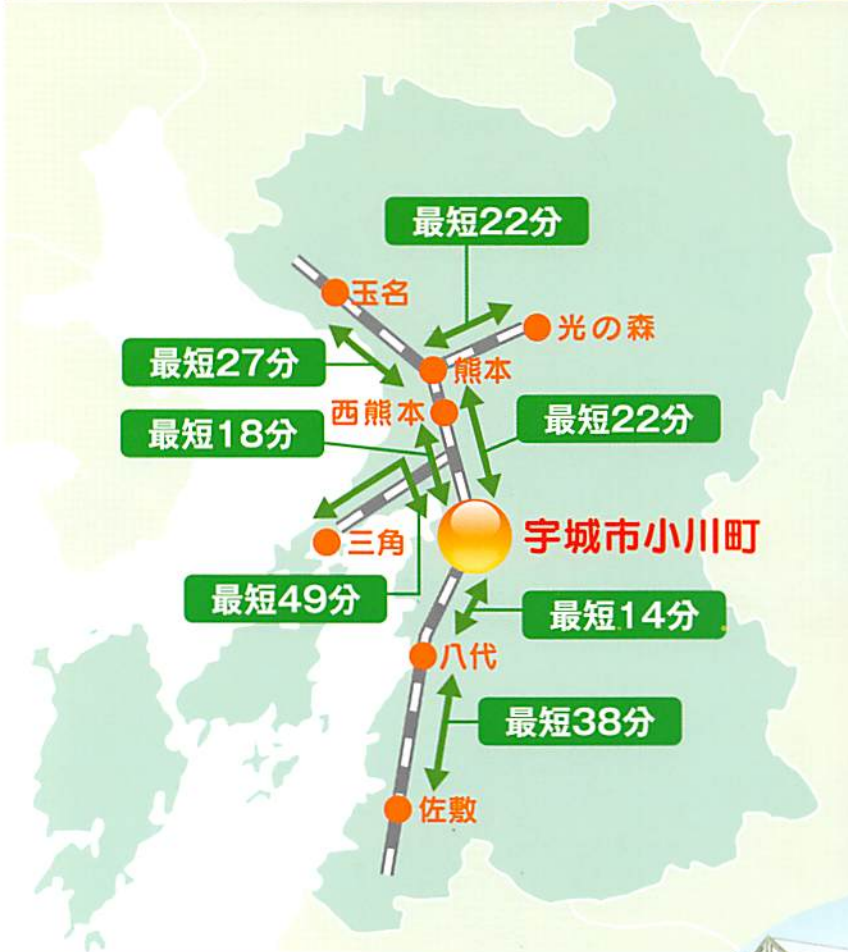 最短22分
玉名
光の森
最短27分
熊本
西熊本
最短18分
最短22分
宇城市小川町
三角
最短49分
最短14分
八代
最短38分
佐敷